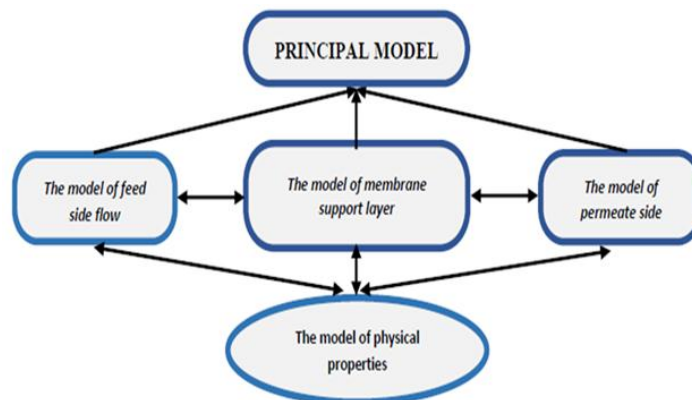 PRINCIPAL MODEL
The model of feed
side flow
The model of membrane
support layer
The model of
permeate side
The model of physical
properties